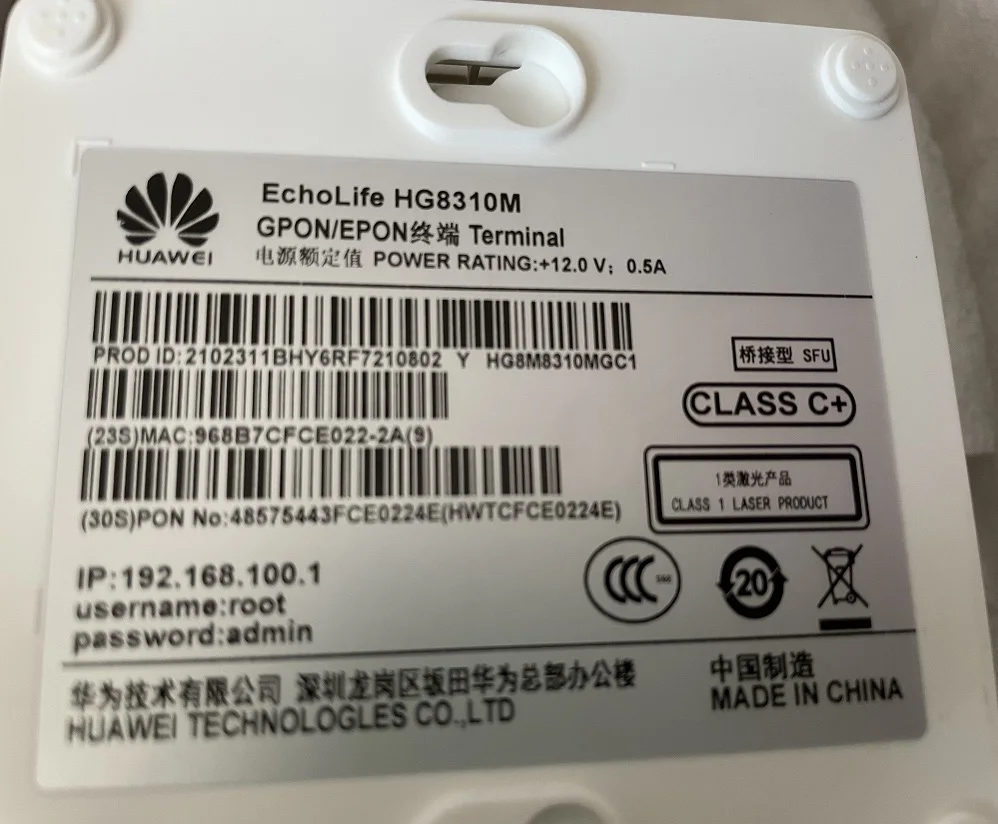 HUAWEI
EchoLife HG8310M
GPON/EPON终端 Terminal
电源额定值 POWER RATING:+12.0 V; 0.5A
PROD ID:2102311BHY6RF7210802 Y HG8M8310MGC1
(23S)MAC:968B7CFCE022-2A(9)
(30S)PON No:48575443FCE0224E(HWTCFCE0224E)
桥接型 SFU
CLASS C+
1类激光产品
CLASS 1 LASER PRODUCT
IP:192.168.100.1
username:root
password:admin
CCC
20
华为技术有限公司 深圳龙岗区坂田华为总部办公楼
HUAWEI TECHNOLOGLES CO.,LTD
中国制造
MADE IN CHINA